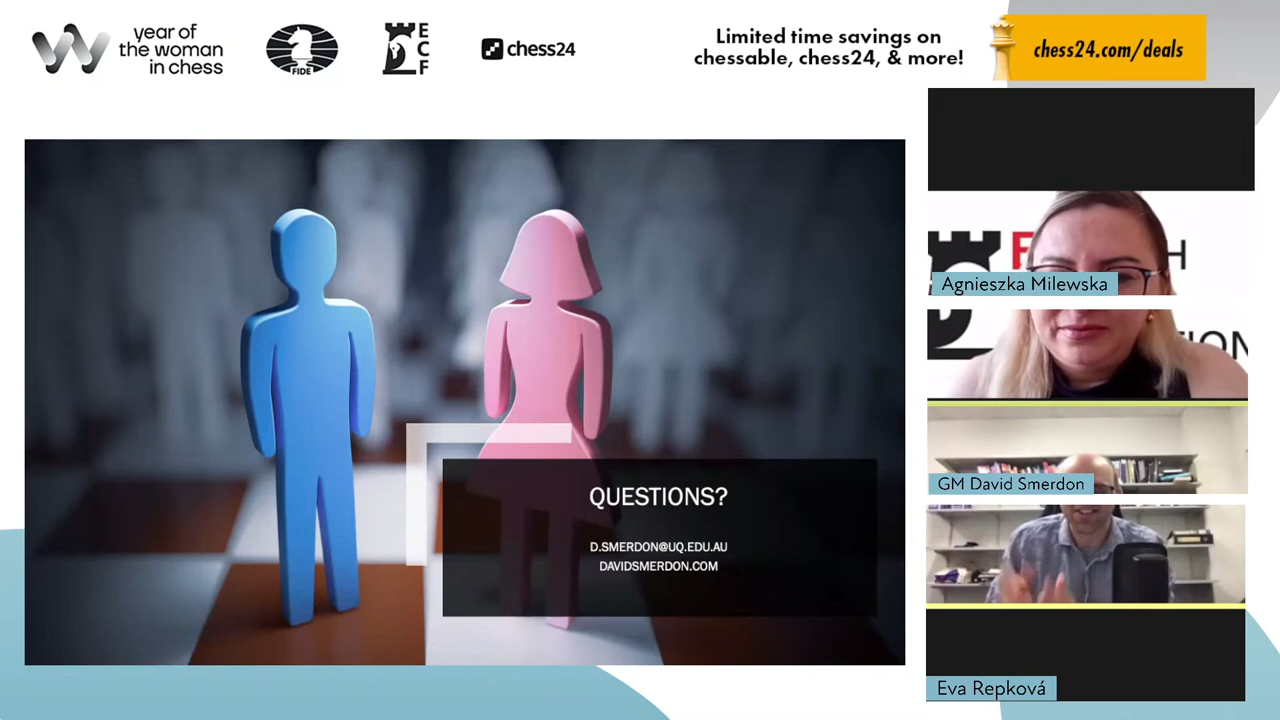 year of
the woman
in chess
FIDE
E
C
F
chess24
Limited time savings on
chessable, chess24, & more!
chess24.com/deals
QUESTIONS?
D.SMERDON@UQ.EDU.AU
DAVIDSMERDON.COM
E H
Agnieszka Milewska
ION
GM David Smerdon
Eva Repková